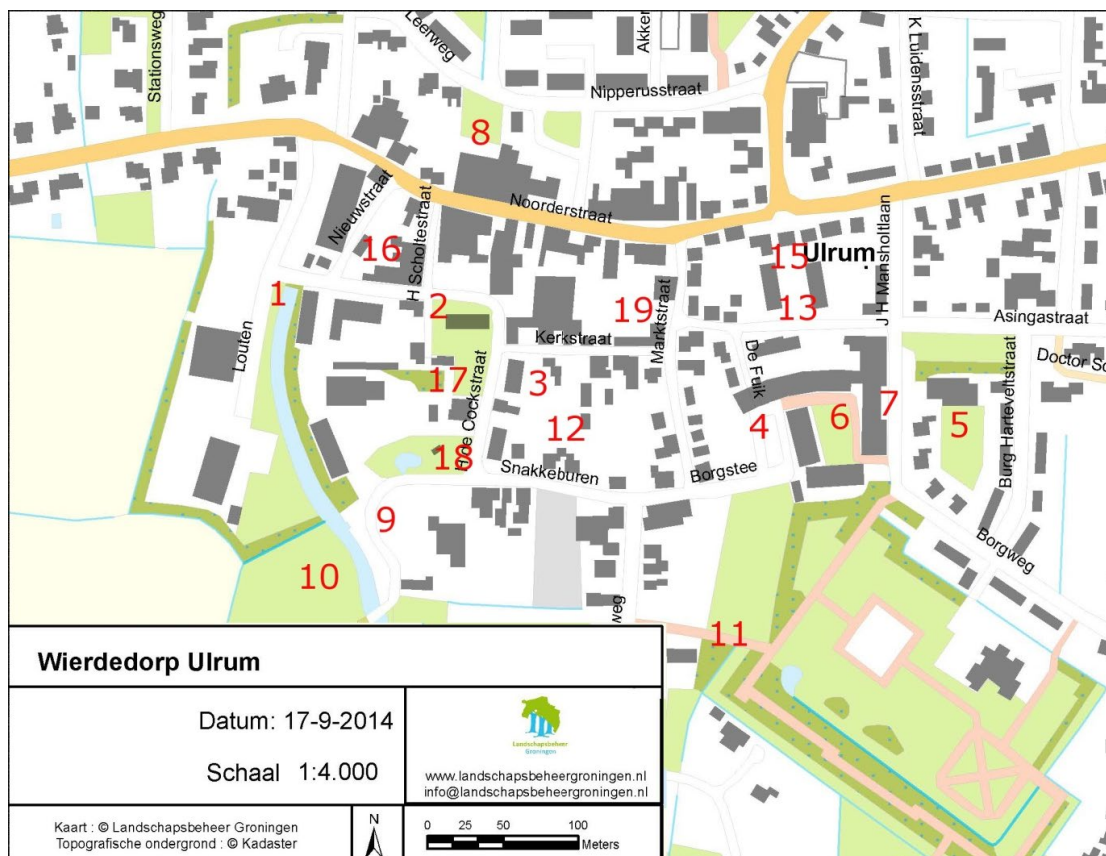 Leerweg
Akker
K Luidensstraat
Stationsweg
Nipperusstraat
8
Nieuwstraat
Noorderstraat
16
H Scholtestraat
15
Ulrum
1
2
19
13
J H Mansholtlaan
Asingastraat
Kerkstraat
Marktstraat
Louten
De Fuik
Doctor Sc
17
3
Burg Harteveltstraat
H de Cockstraat
12
4
6
7
5
18
Snakkeburen
Borgstee
9
Borgweg
10
weg
11
Wierdedorp Ulrum
Datum: 17-9-2014
Schaal 1:4.000
Landschapsbeheer
Groningen
www.landschapsbeheergroningen.nl
info@landschapsbeheergroningen.nl
Kaart : © Landschapsbeheer Groningen
Topografische ondergrond : © Kadaster
N
0 25 50 100
Meters